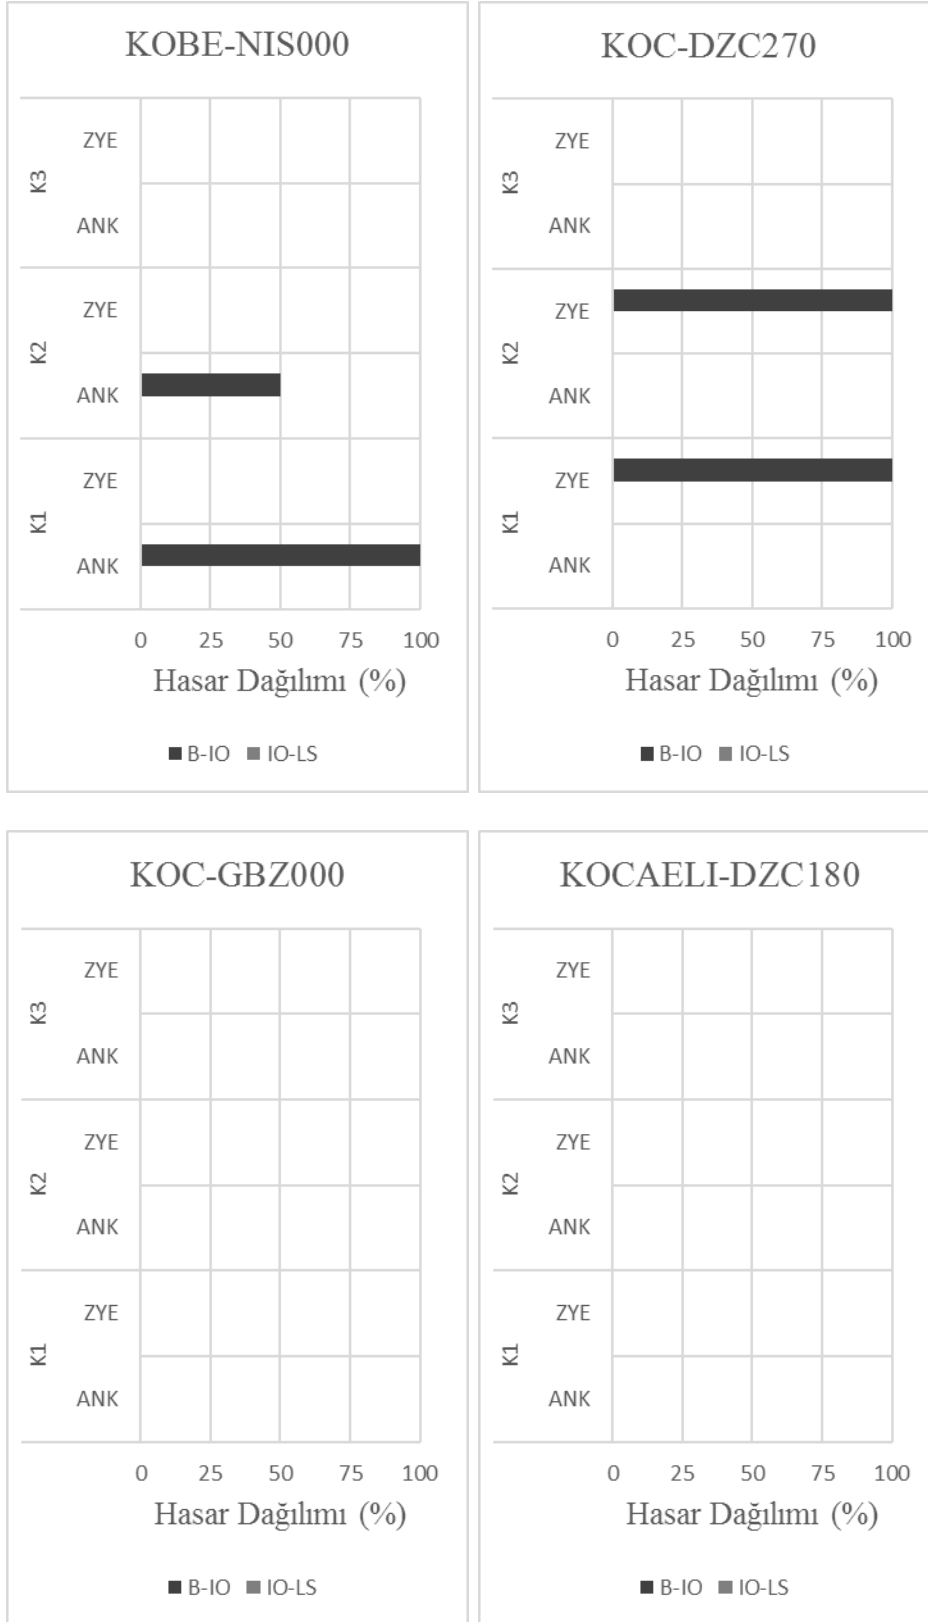 KOBE-NIS000
K3
ZYE
ANK
K2
ZYE
ANK
K1
ZYE
ANK
0 25 50 75 100
Hasar Dağılımı (%)
B-IO IO-LS
KOC-DZC270
K3
ZYE
ANK
K2
ZYE
ANK
K1
ZYE
ANK
0 25 50 75 100
Hasar Dağılımı (%)
B-IO IO-LS
KOC-GBZ000
K3
ZYE
ANK
K2
ZYE
ANK
K1
ZYE
ANK
0 25 50 75 100
Hasar Dağılımı (%)
B-IO IO-LS
KOCAELI-DZC180
K3
ZYE
ANK
K2
ZYE
ANK
K1
ZYE
ANK
0 25 50 75 100
Hasar Dağılımı (%)
B-IO IO-LS